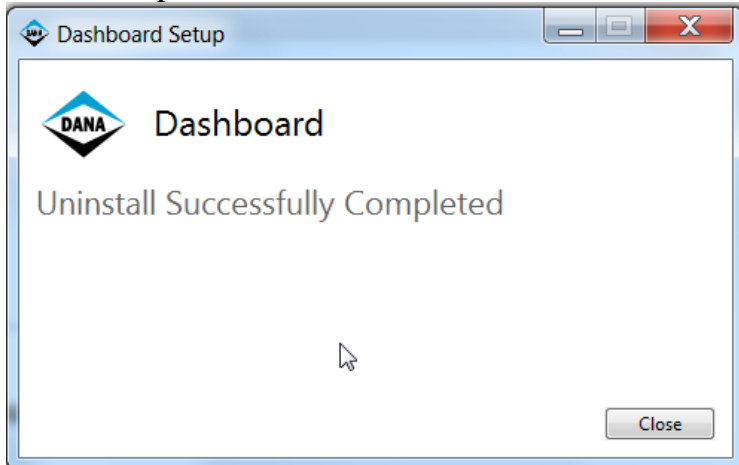 Dashboard Setup
X
DANA
Dashboard
Uninstall Successfully Completed
Close